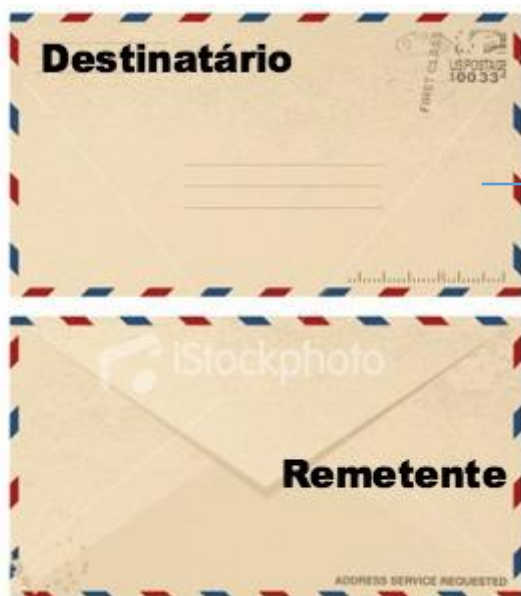 Destinatário
FIRST CLASS
US POSTAGE
10033
iStockphoto
Remetente
ADDRESS SERVICE REQUESTED